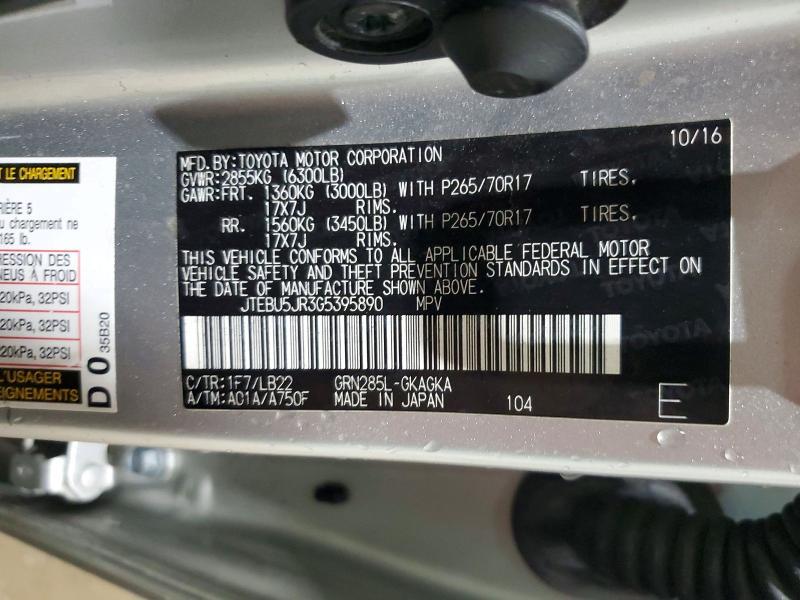 T LE CHARGEMENT
RIÈRE 5
u chargement ne
165 lb.
RESSION DES
NEUS À FROID
20kPa, 32PSI
20kPa, 32PSI
20kPa, 32PSI
L'USAGER
EIGNEMENTS
D 0 35B20
10/16
MFD. BY:TOYOTA MOTOR CORPORATION
GVWR:2855KG (6300LB)
GAWR:FRT. 1360KG (3000LB) WITH P265/70R17 TIRES,
17X7J RIMS.
RR. 1560KG (3450LB) WITH P265/70R17 TIRES,
17X7J RIMS.
THIS VEHICLE CONFORMS TO ALL APPLICABLE FEDERAL MOTOR
VEHICLE SAFETY AND THEFT PREVENTION STANDARDS IN EFFECT ON
THE DATE OF MANUFACTURE SHOWN ABOVE.
JTEBU5JR3G5395890 MPV
C/TR:1F7/LB22 GRN285L-GKAGKA
A/TM:A01A/A750F MADE IN JAPAN 104 E
TOYOTA